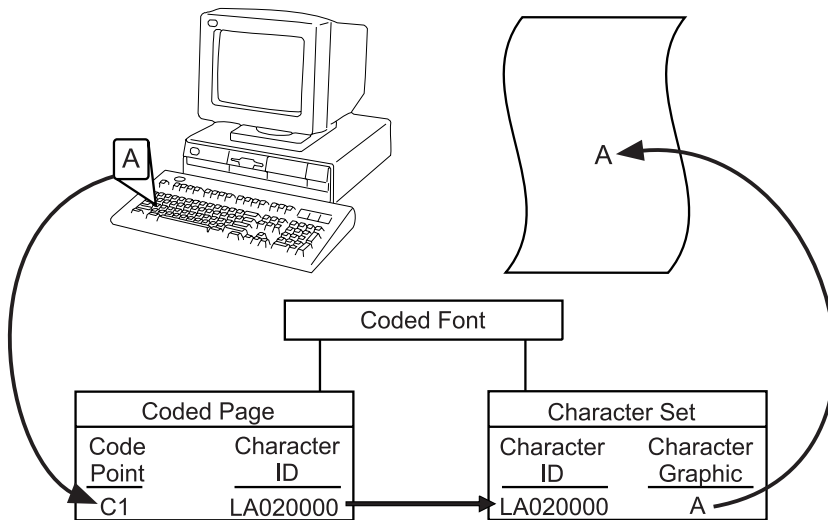 A
A
Coded Font
Coded Page
Code Point
Character ID
C1
LA020000
Character Set
Character ID
Character Graphic
LA020000
A